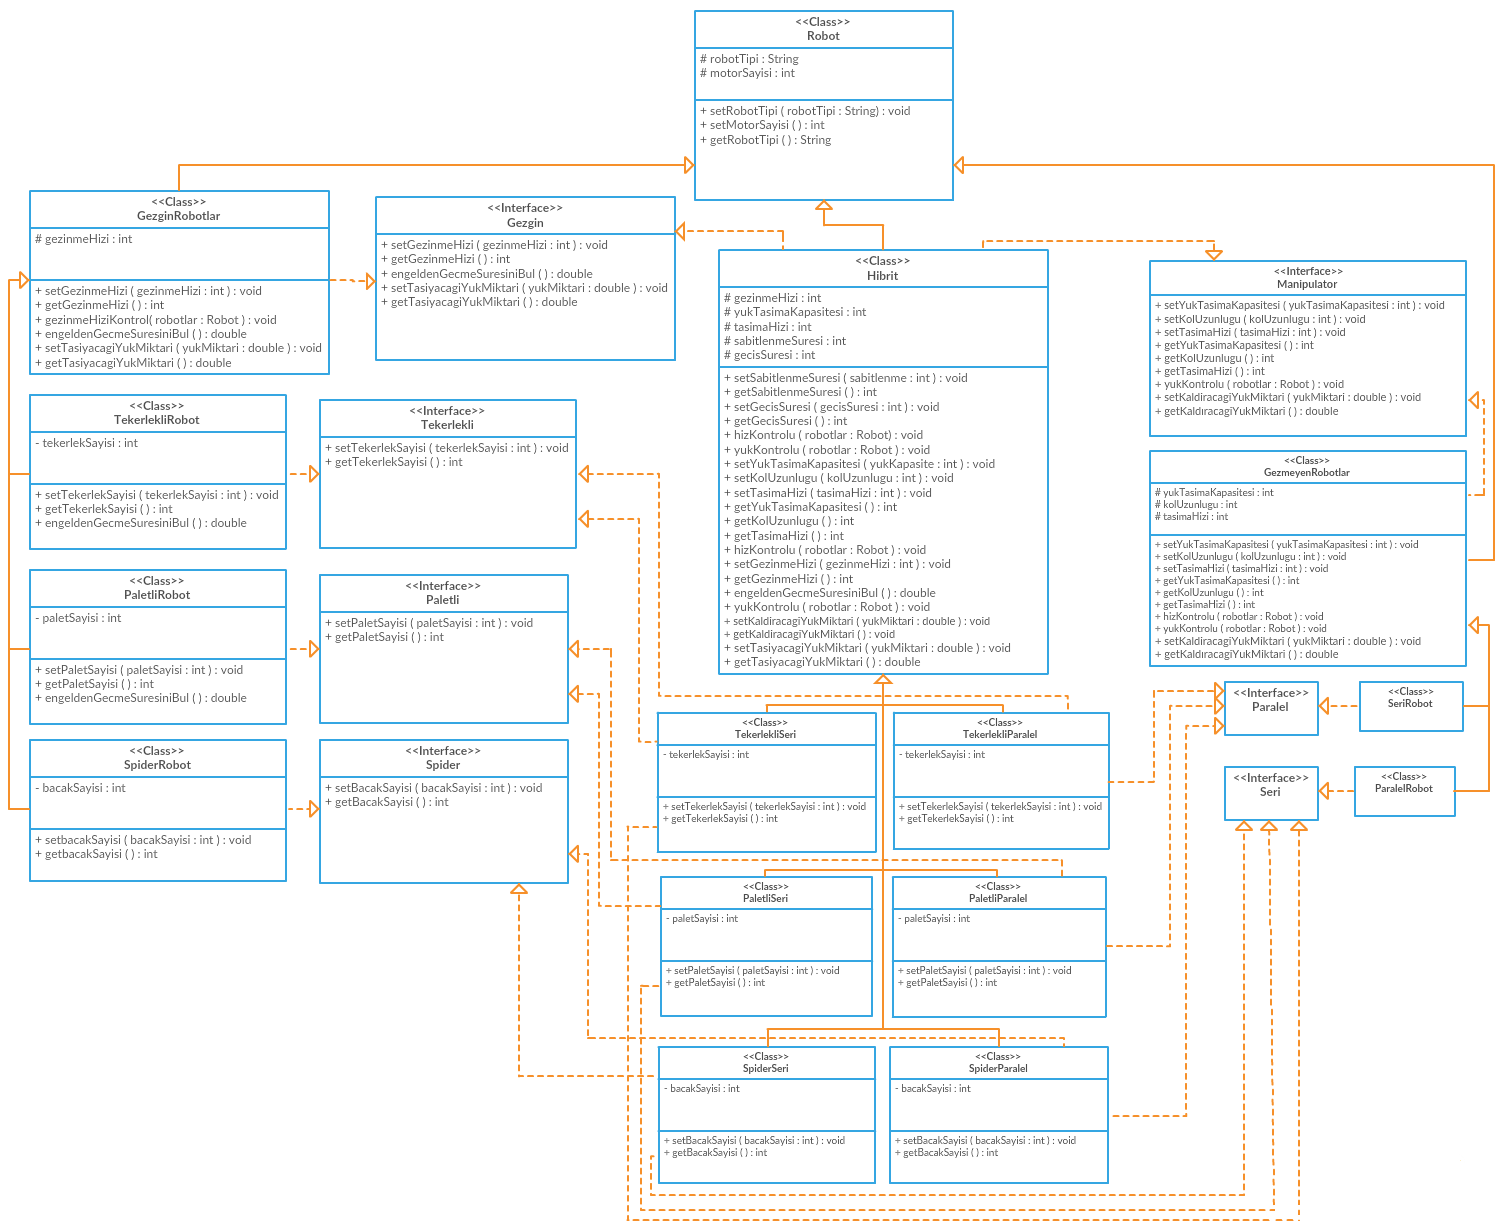 <<Class>>
Robot
# robotTipi : String
# motorSayisi : int
+ setRobotTipi ( robotTipi : String) : void
+ setMotorSayisi ( ) : int
+ getRobotTipi ( ) : String
<<Class>>
GezginRobotlar
# gezinmeHizi : int
+ setGezinmeHizi ( gezinmeHizi : int ) : void
+ getGezinmeHizi ( ) : int
+ gezinmeHiziKontrol( robotlar : Robot ) : void
+ engeldenGecmeSuresiniBul ( ) : double
+ setTasiyacagiYukMiktari ( yukMiktari : double ) : void
+ getTasiyacagiYukMiktari ( ) : double
<<Interface>>
Gezgin
+ setGezinmeHizi ( gezinmeHizi : int ) : void
+ getGezinmeHizi ( ) : int
+ engeldenGecmeSuresiniBul ( ) : double
+ setTasiyacagiYukMiktari ( yukMiktari : double ) : void
+ getTasiyacagiYukMiktari ( ) : double
<<Class>>
Hibrit
# gezinmeHizi : int
# yukTasimaKapasitesi : int
# tasimaHizi : int
# sabitlenmeSuresi : int
# gecisSuresi : int
+ setSabitlenmeSuresi ( sabitlenme : int ) : void
+ getSabitlenmeSuresi ( ) : int
+ setGecisSuresi ( gecisSuresi : int ) : void
+ getGecisSuresi ( ) : int
+ hizKontrolu ( robotlar : Robot) : void
+ yukKontrolu ( robotlar : Robot ) : void
+ setYukTasimaKapasitesi ( yukKapasite : int ) : void
+ setKolUzunlugu ( kolUzunlugu : int ) : void
+ setTasimaHizi ( tasimaHizi : int ) : void
+ getYukTasimaKapasitesi ( ) : int
+ getKolUzunlugu ( ) : int
+ getTasimaHizi ( ) : int
+ hizKontrolu ( robotlar : Robot ) : void
+ setGezinmeHizi ( gezinmeHizi : int ) : void
+ getGezinmeHizi ( ) : int
+ engeldenGecmeSuresiniBul ( ) : double
+ yukKontrolu ( robotlar : Robot ) : void
+ setKaldiracagiYukMiktari ( yukMiktari : double ) : void
+ getKaldiracagiYukMiktari ( ) : void
+ setTasiyacagiYukMiktari ( yukMiktari : double ) : void
+ getTasiyacagiYukMiktari ( ) : double
<<Interface>>
Manipulator
+ setYukTasimaKapasitesi ( yukTasimaKapasitesi : int ) : void
+ setKolUzunlugu ( kolUzunlugu : int ) : void
+ setTasimaHizi ( tasimaHizi : int ) : void
+ getYukTasimaKapasitesi ( ) : int
+ getKolUzunlugu ( ) : int
+ getTasimaHizi ( ) : int
+ yukKontrolu ( robotlar : Robot ) : void
+ setKaldiracagiYukMiktari ( yukMiktari : double ) : void
+ getKaldiracagiYukMiktari ( ) : double
<<Class>>
TekerlekliRobot
- tekerlekSayisi : int
+ setTekerlekSayisi ( tekerlekSayisi : int ) : void
+ getTekerlekSayisi ( ) : int
+ engeldenGecmeSuresiniBul ( ) : double
<<Interface>>
Tekerlekli
+ setTekerlekSayisi ( tekerlekSayisi : int ) : void
+ getTekerlekSayisi ( ) : int
<<Class>>
GezmeyenRobotlar
# yukTasimaKapasitesi : int
# kolUzunlugu : int
# tasimaHizi : int
+ setYukTasimaKapasitesi ( yukTasimaKapasitesi : int ) : void
+ setKolUzunlugu ( kolUzunlugu : int ) : void
+ setTasimaHizi ( tasimaHizi : int ) : void
+ getYukTasimaKapasitesi ( ) : int
+ getKolUzunlugu ( ) : int
+ getTasimaHizi ( ) : int
+ hizKontrolu ( robotlar : Robot ) : void
+ yukKontrolu ( robotlar : Robot ) : void
+ setKaldiracagiYukMiktari ( yukMiktari : double ) : void
+ getKaldıracagiYukMiktari ( ) : double
<<Class>>
PaletliRobot
- paletSayisi : int
+ setPaletSayisi ( paletSayisi : int ) : void
+ getPaletSayisi ( ) : int
+ engeldenGecmeSuresiniBul ( ) : double
<<Interface>>
Paletli
+ setPaletSayisi ( paletSayisi : int ) : void
+ getPaletSayisi ( ) : int
<<Interface>>
Paralel
<<Class>>
SeriRobot
<<Class>>
SpiderRobot
- bacakSayisi : int
+ setbacakSayisi ( bacakSayisi : int ) : void
+ getbacakSayisi ( ) : int
<<Interface>>
Spider
+ setBacakSayisi ( bacakSayisi : int ) : void
+ getBacakSayisi ( ) : int
<<Class>>
TekerlekliSeri
- tekerlekSayisi : int
+ setTekerlekSayisi ( tekerlekSayisi : int ) : void
+ getTekerlekSayisi ( ) : int
<<Class>>
TekerlekliParalel
- tekerlekSayisi : int
+ setTekerlekSayisi ( tekerlekSayisi : int ) : void
+ getTekerlekSayisi ( ) : int
<<Interface>>
Seri
<<Class>>
ParalelRobot
<<Class>>
PaletliSeri
- paletSayisi : int
+ setPaletSayisi ( paletSayisi : int ) : void
+ getPaletSayisi ( ) : int
<<Class>>
PaletliParalel
- paletSayisi : int
+ setPaletSayisi ( paletSayisi : int ) : void
+ getPaletSayisi ( ) : int
<<Class>>
SpiderSeri
- bacakSayisi : int
+ setBacakSayisi ( bacakSayisi : int ) : void
+ getBacakSayisi ( ) : int
<<Class>>
SpiderParalel
- bacakSayisi : int
+ setBacakSayisi ( bacakSayisi : int ) : void
+ getBacakSayisi ( ) : int